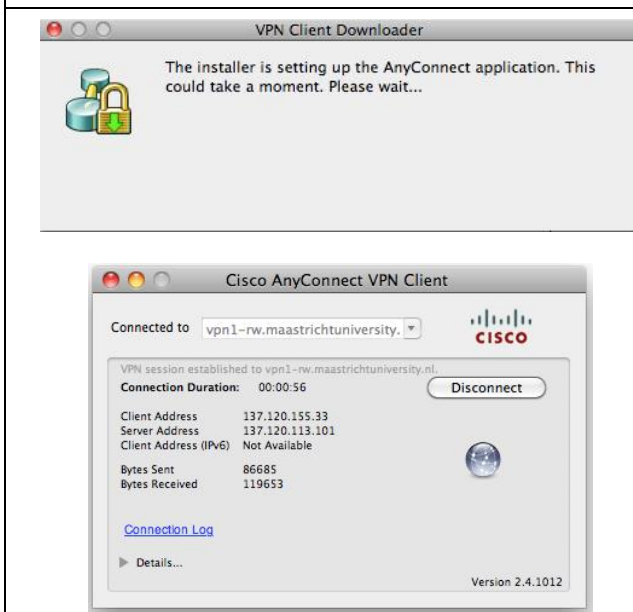 VPN Client Downloader
The installer is setting up the AnyConnect application. This
could take a moment. Please wait...
Cisco AnyConnect VPN Client
Connected to vpn1-rw.maastrichtuniversity.
CISCO
VPN session established to vpn1-rw.maastrichtuniversity.nl.
Connection Duration: 00:00:56
Disconnect
Client Address 137.120.155.33
Server Address 137.120.113.101
Client Address (IPv6) Not Available
Bytes Sent 86685
Bytes Received 119653
Connection Log
Details...
Version 2.4.1012